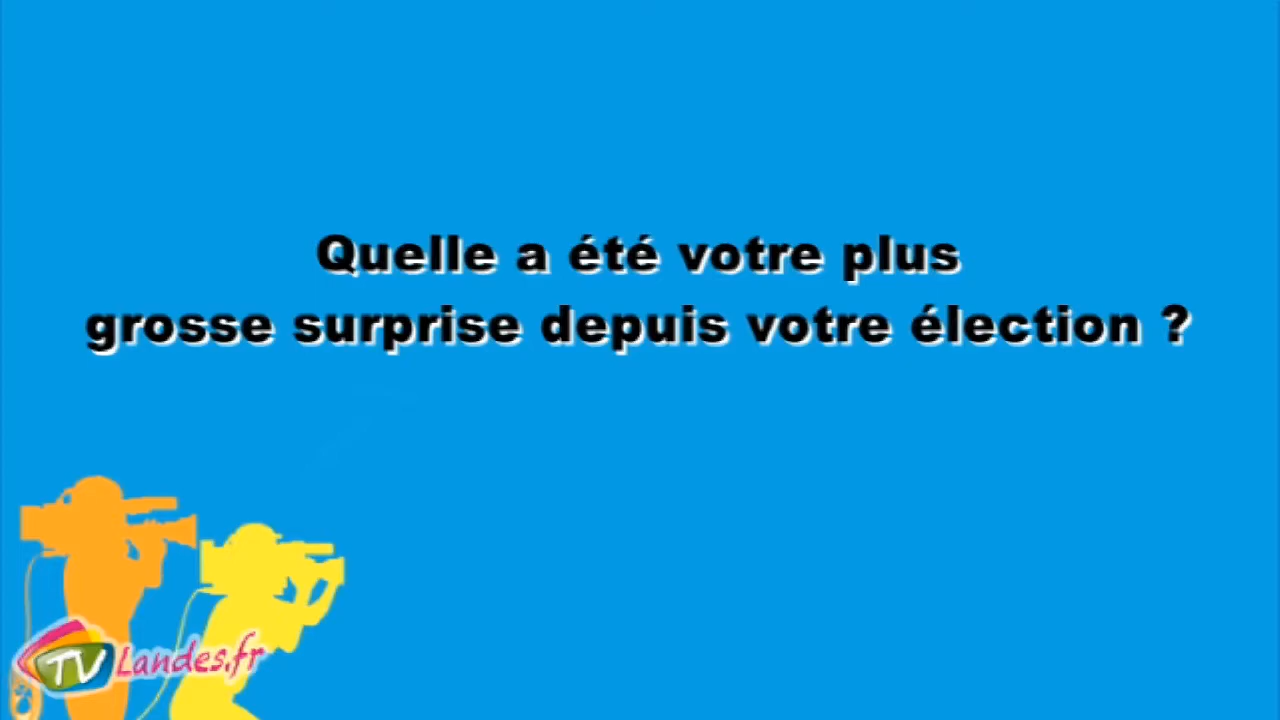 Quelle a été votre plus
grosse surprise depuis votre élection ?
TV Landes.fr